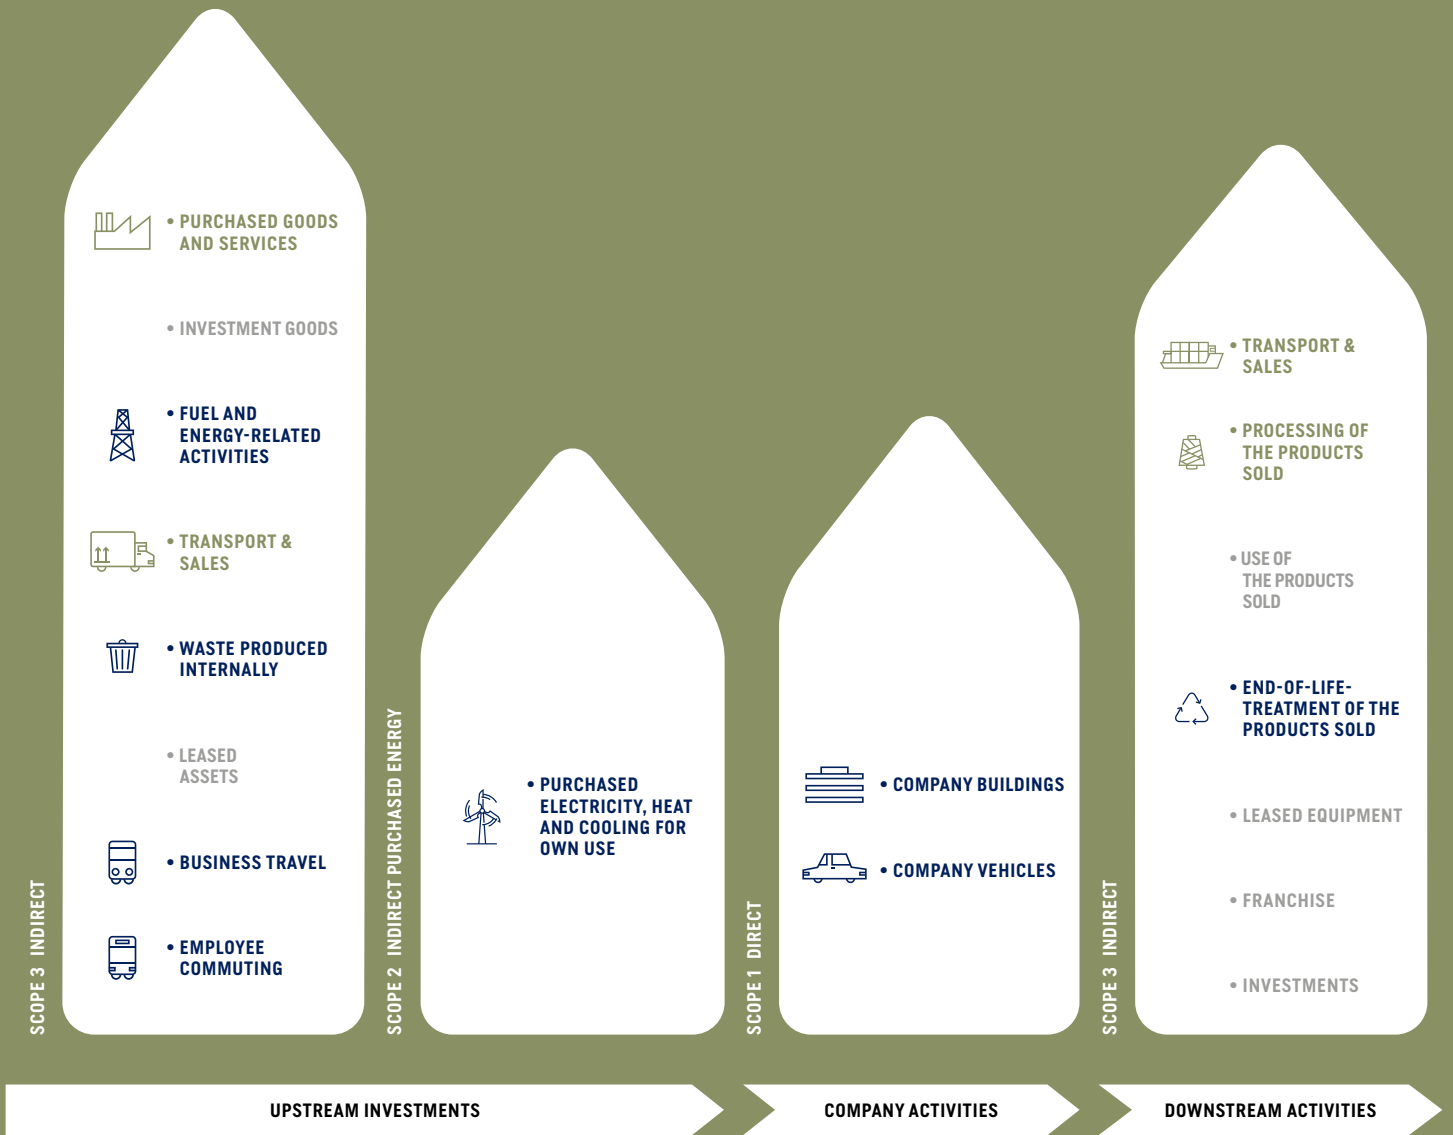 SCOPE 3 INDIRECT
• PURCHASED GOODS
AND SERVICES
• INVESTMENT GOODS
• FUEL AND
ENERGY-RELATED
ACTIVITIES
• TRANSPORT &
SALES
• WASTE PRODUCED
INTERNALLY
• LEASED
ASSETS
• BUSINESS TRAVEL
• EMPLOYEE
COMMUTING
SCOPE 2 INDIRECT PURCHASED ENERGY
• PURCHASED
ELECTRICITY, HEAT
AND COOLING FOR
OWN USE
SCOPE 1 DIRECT
• COMPANY BUILDINGS
• COMPANY VEHICLES
SCOPE 3 INDIRECT
• TRANSPORT &
SALES
• PROCESSING OF
THE PRODUCTS
SOLD
• USE OF
THE PRODUCTS
SOLD
• END-OF-LIFE-
TREATMENT OF THE
PRODUCTS SOLD
• LEASED EQUIPMENT
• FRANCHISE
• INVESTMENTS
UPSTREAM INVESTMENTS
COMPANY ACTIVITIES
DOWNSTREAM ACTIVITIES